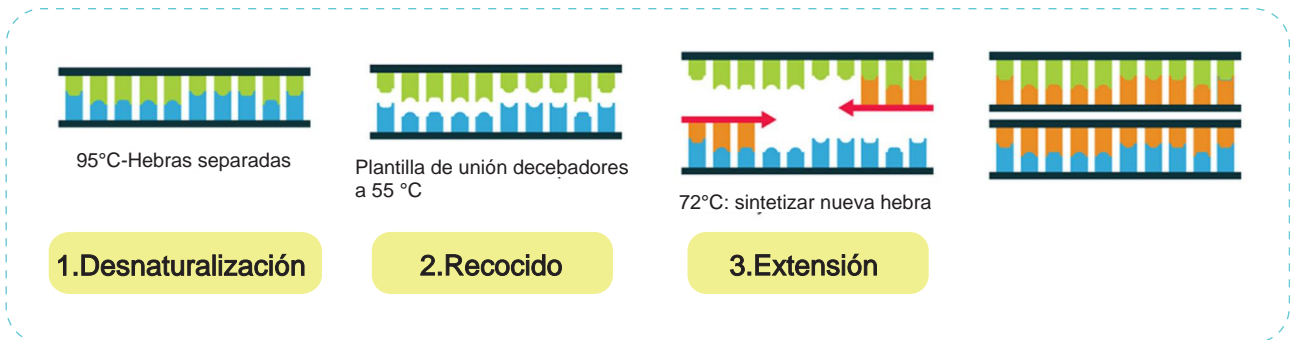 95°C-Hebras separadas
Plantilla de unión decebadores
a 55 °C
72°C: sintetizar nueva hebra
1.Desnaturalización
2.Recocido
3.Extensión